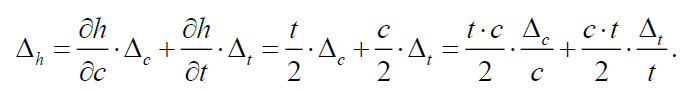 Δ_h = ∂h/∂c · Δ_c + ∂h/∂t · Δ_t = t/2 · Δ_c + c/2 · Δ_t = t·c/2 · Δ_c/c + c·t/2 · Δ_t/t.